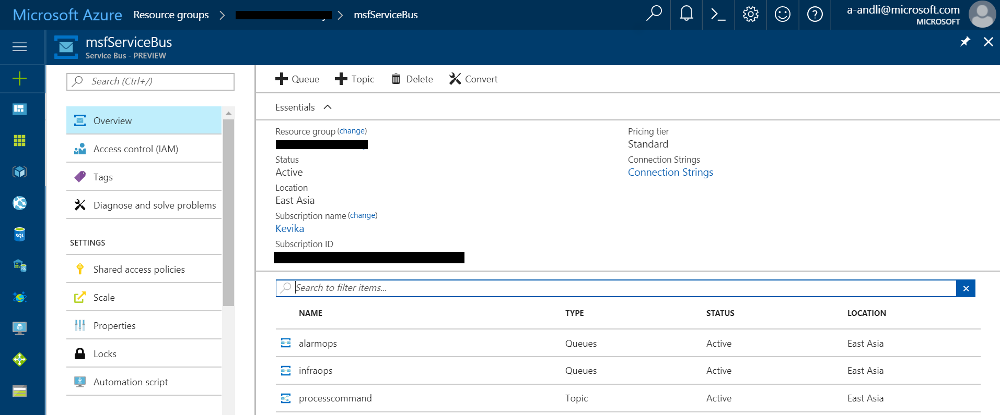 Microsoft Azure Resource groups msfServiceBus
a-andli@microsoft.com
MICROSOFT
msfServiceBus
Service Bus - PREVIEW
Search (Ctrl+/)
Overview
Access control (IAM)
Tags
Diagnose and solve problems
SETTINGS
Shared access policies
Scale
Properties
Locks
Automation script
SQL
SQL
Queue Topic Delete Convert
Essentials
Resource group (change)
Status
Active
Location
East Asia
Subscription name (change)
Kevika
Subscription ID
Pricing tier
Standard
Connection Strings
Connection Strings
Search to filter items...
NAME TYPE STATUS LOCATION
alarmops Queues Active East Asia
infraops Queues Active East Asia
processcommand Topic Active East Asia